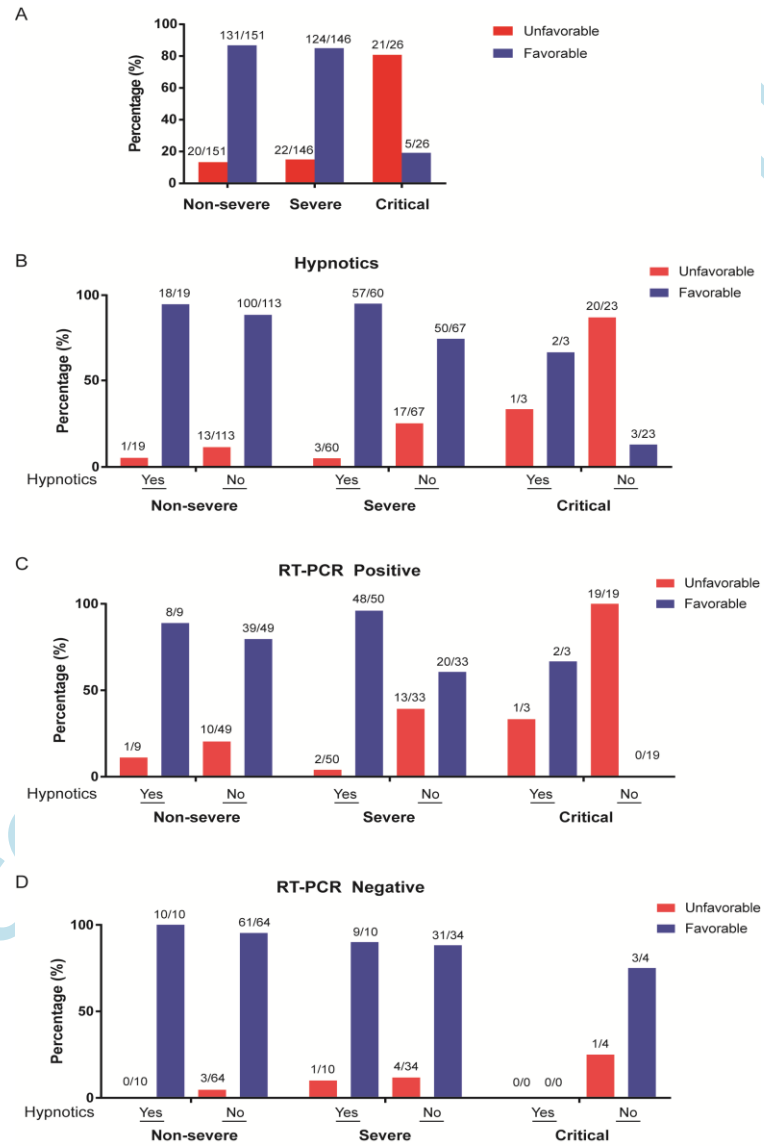 A
Unfavorable
Favorable
Percentage (%)
100
80
60
40
20
0
20/151
131/151
22/146
124/146
21/26
5/26
Non-severe
Severe
Critical
B
Hypnotics
Unfavorable
Favorable
Percentage (%)
100
50
0
1/19
18/19
13/113
100/113
3/60
57/60
17/67
50/67
1/3
2/3
20/23
3/23
Hypnotics Yes No Yes No Yes No
Non-severe Severe Critical
C
RT-PCR Positive
Unfavorable
Favorable
Percentage (%)
100
50
0
1/9
8/9
10/49
39/49
2/50
48/50
13/33
20/33
1/3
2/3
19/19
0/19
Hypnotics Yes No Yes No Yes No
Non-severe Severe Critical
D
RT-PCR Negative
Unfavorable
Favorable
Percentage (%)
100
50
0
0/10
10/10
3/64
61/64
1/10
9/10
4/34
31/34
0/0
0/0
1/4
3/4
Hypnotics Yes No Yes No Yes No
Non-severe Severe Critical